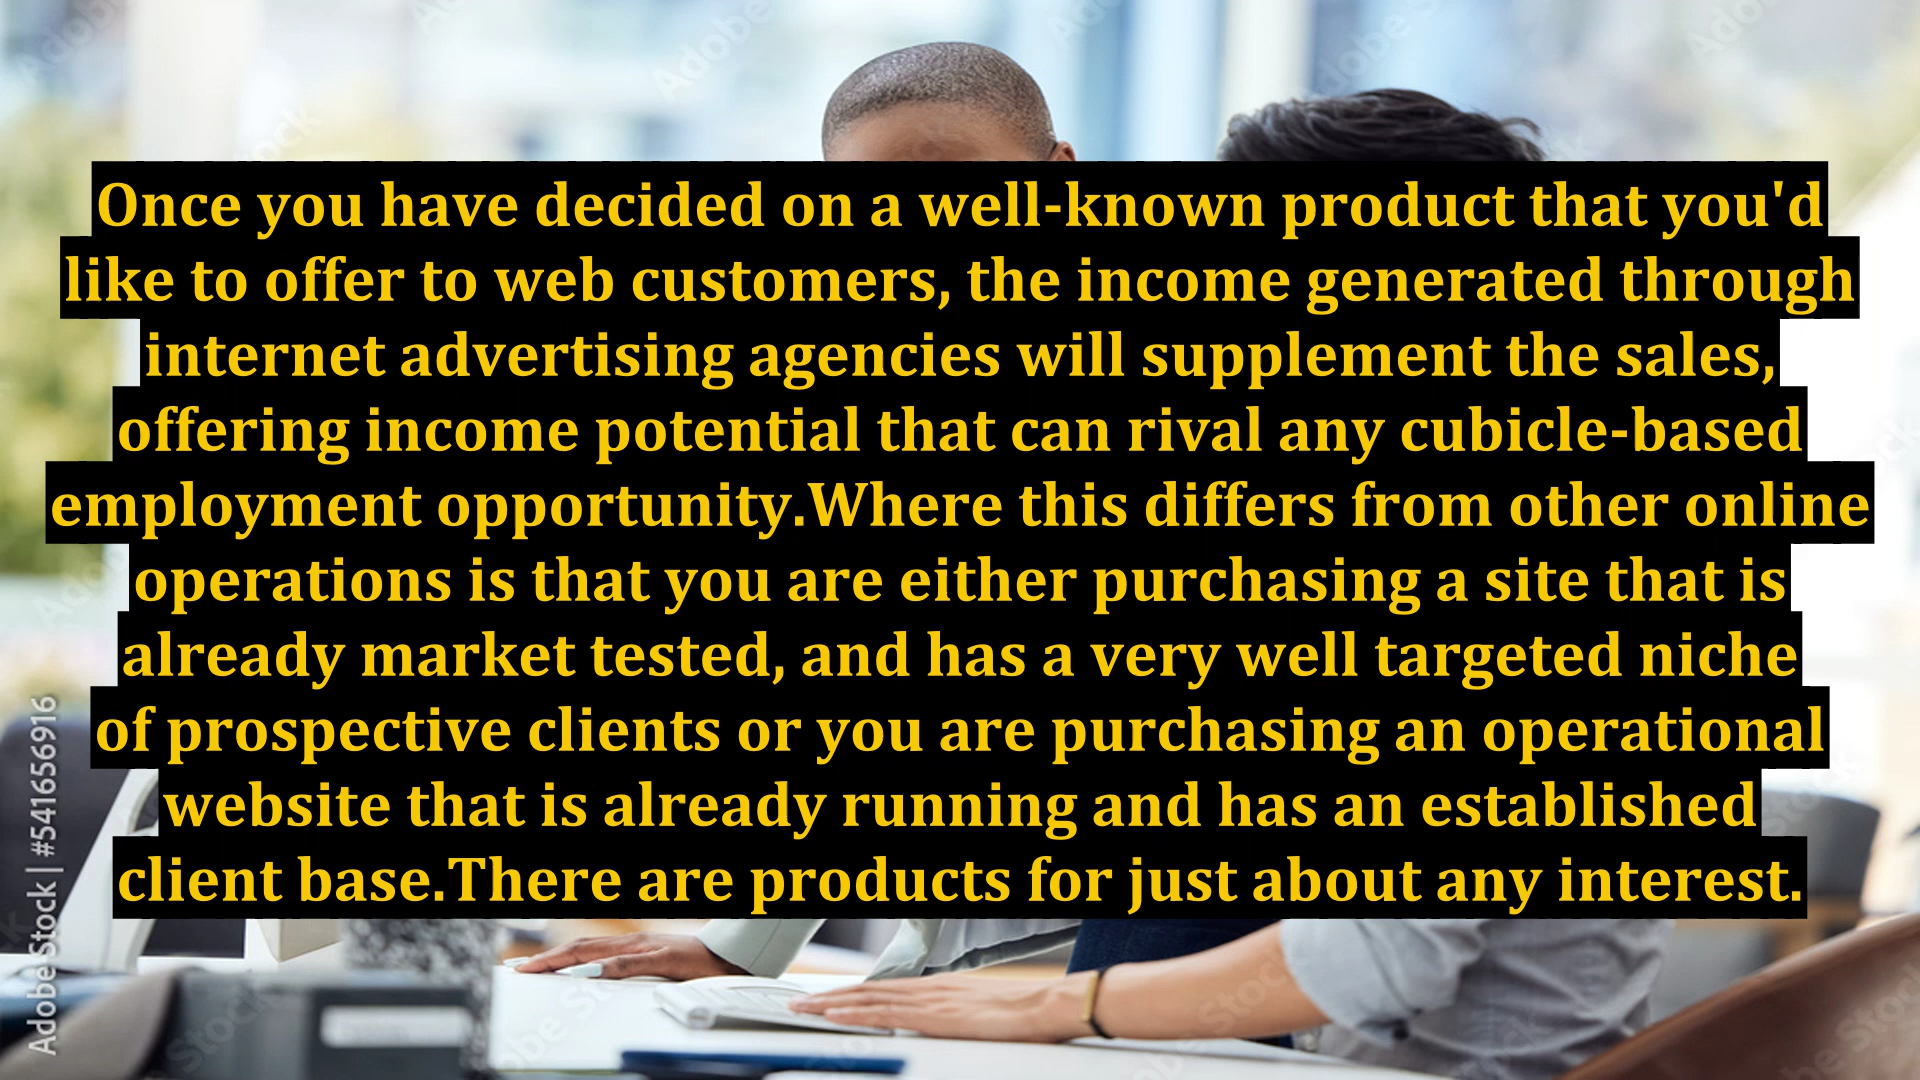 Once you have decided on a well-known product that you'd
like to offer to web customers, the income generated through
internet advertising agencies will supplement the sales,
offering income potential that can rival any cubicle-based
employment opportunity.Where this differs from other online
operations is that you are either purchasing a site that is
already market tested, and has a very well targeted niche
of prospective clients or you are purchasing an operational
website that is already running and has an established
client base.There are products for just about any interest.
AdobeStock | #541656916